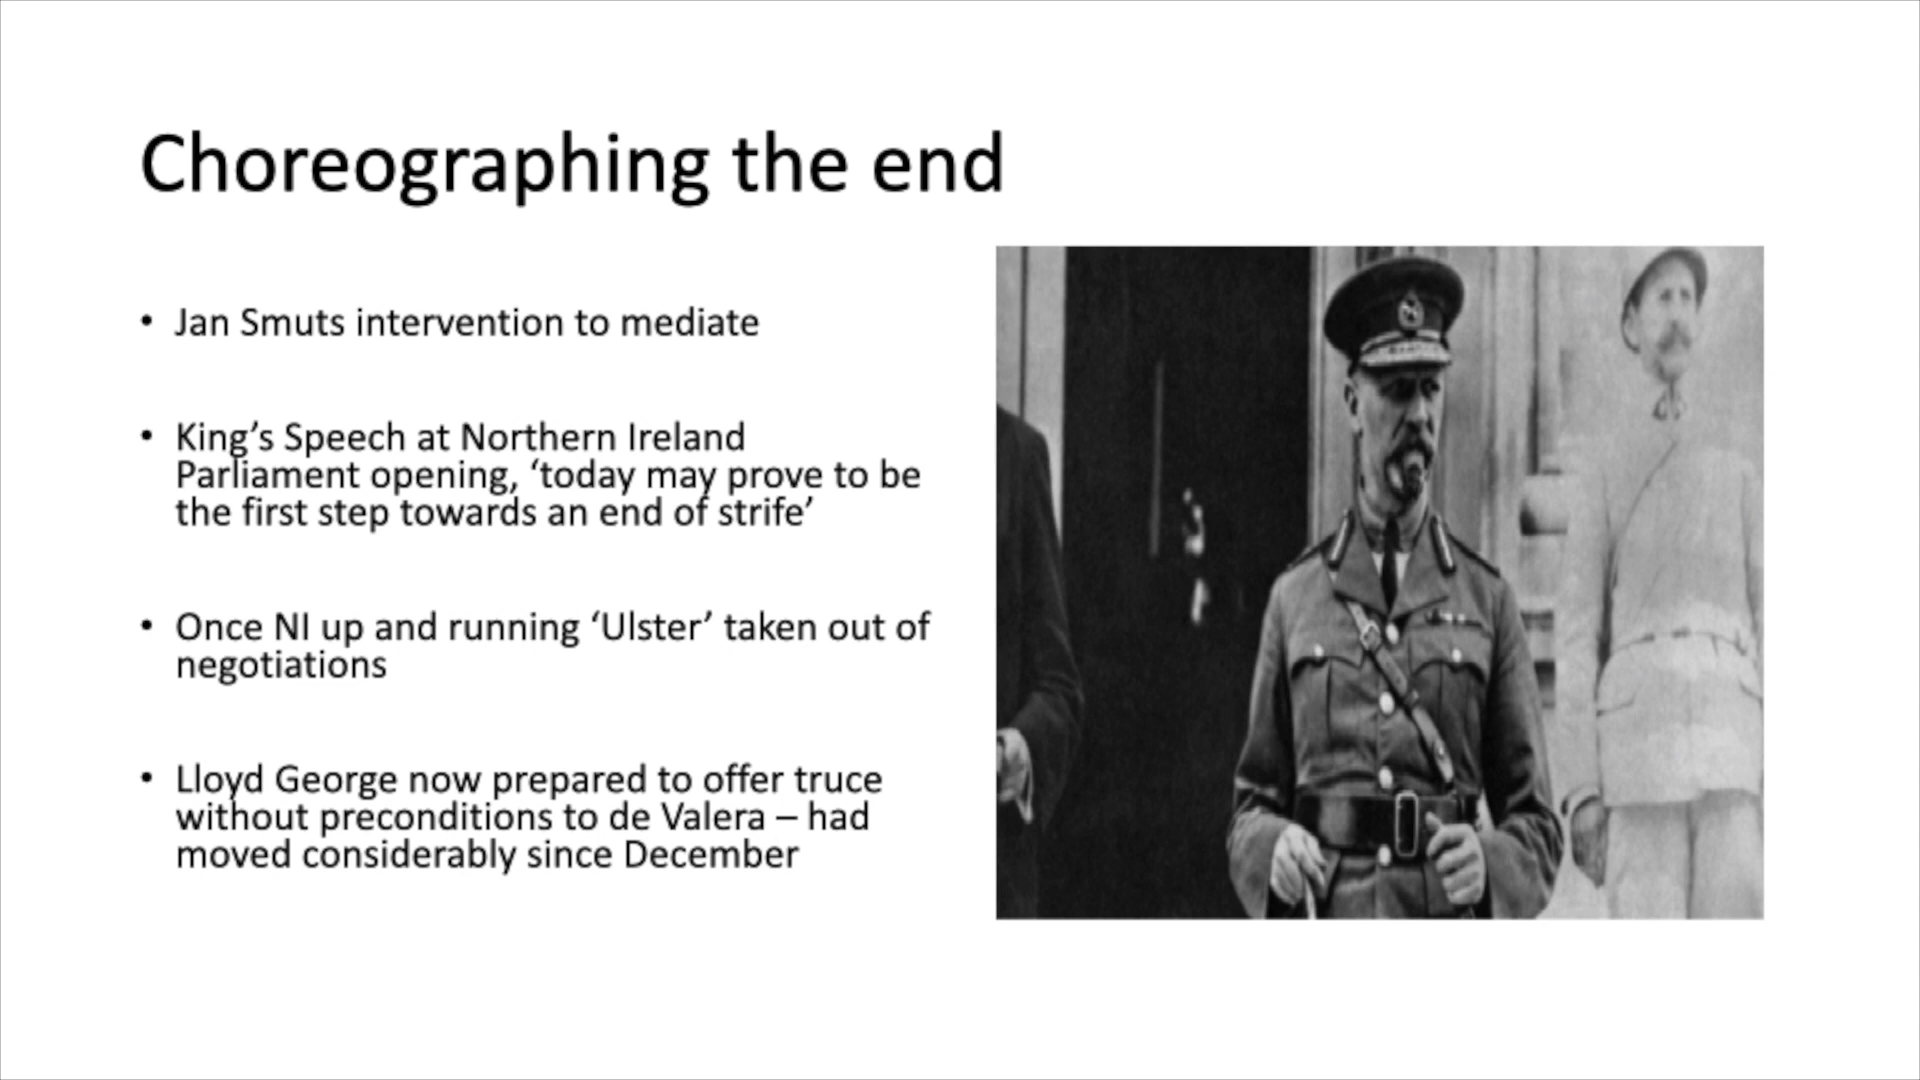 Choreographing the end
• Jan Smuts intervention to mediate
• King’s Speech at Northern Ireland
Parliament opening, ‘today may prove to be
the first step towards an end of strife’
• Once NI up and running ‘Ulster’ taken out of
negotiations
• Lloyd George now prepared to offer truce
without preconditions to de Valera – had
moved considerably since December